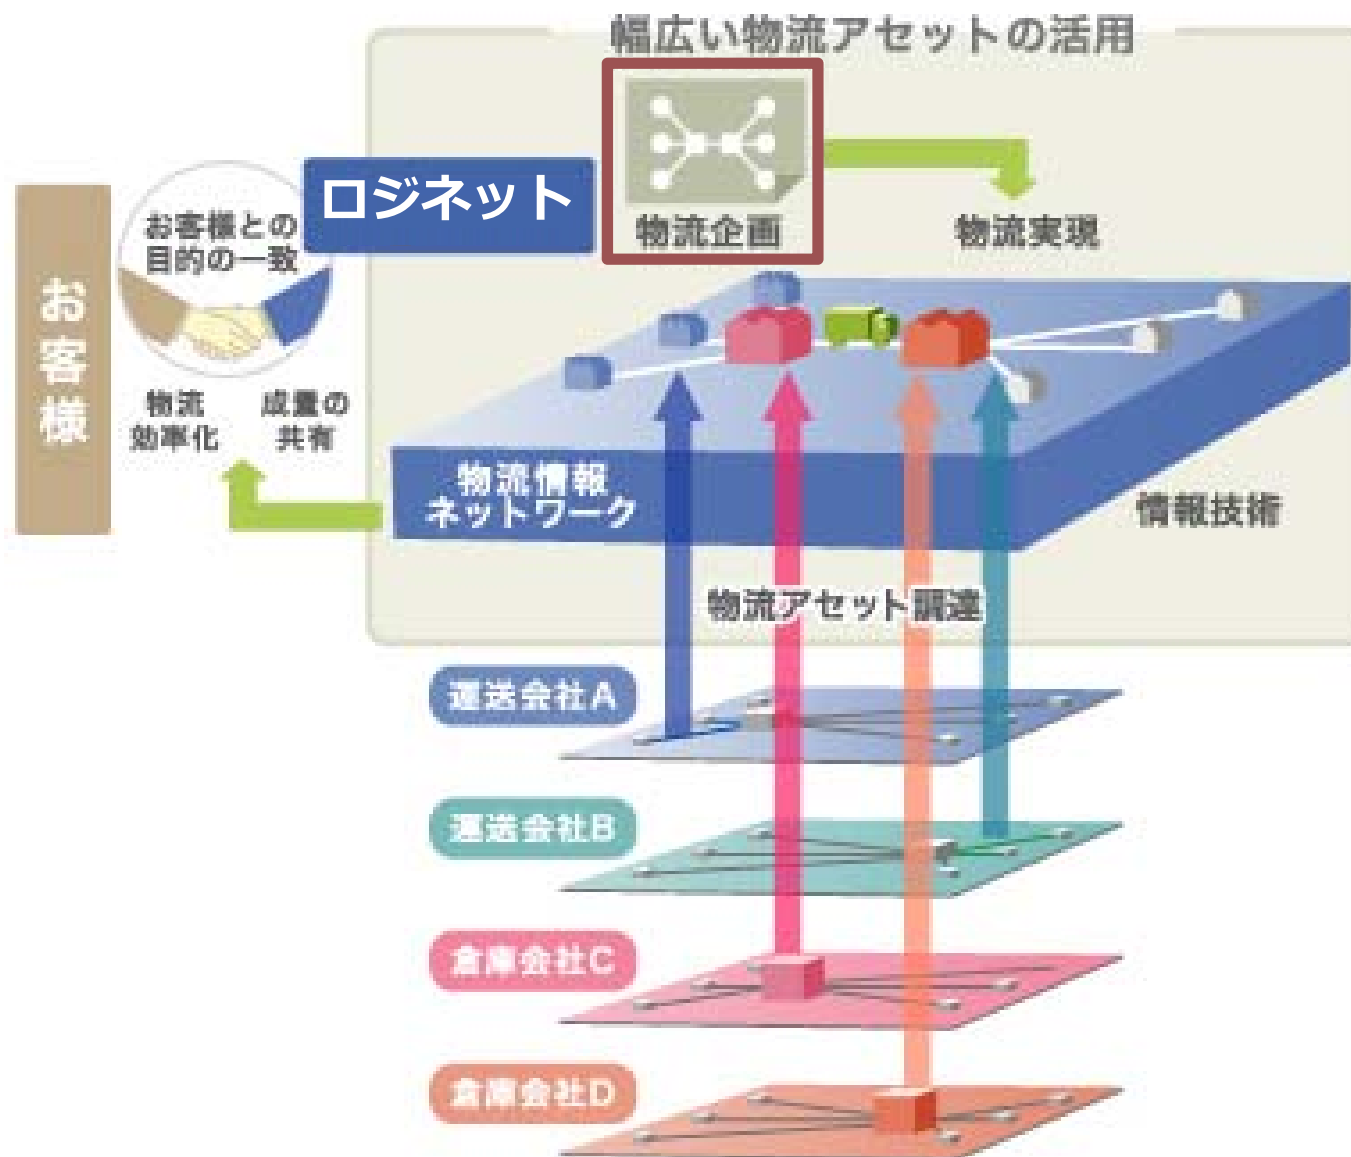 幅広い物流アセットの活用
ロジネット
物流企画
物流実現
お客様
お客様との
目的の一致
物流
効率化
成量の
共有
物流情報
ネットワーク
情報技術
物流アセット調達
運送会社A
運送会社B
倉庫会社C
倉庫会社D